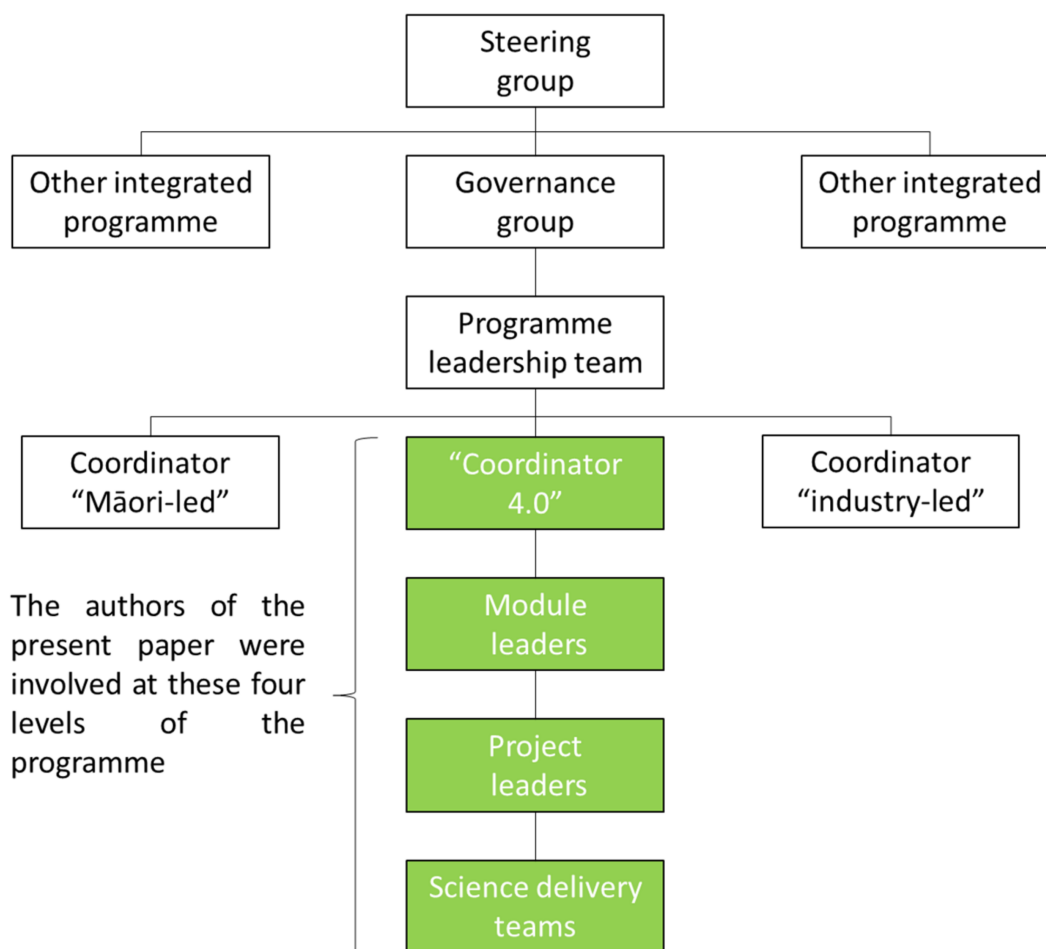 Steering
group
Other integrated
programme
Governance
group
Other integrated
programme
Programme
leadership team
Coordinator
“Māori-led”
“Coordinator
4.0”
Coordinator
“industry-led”
The authors of the
present paper were
involved at these four
levels of the
programme
Module
leaders
Project
leaders
Science delivery
teams